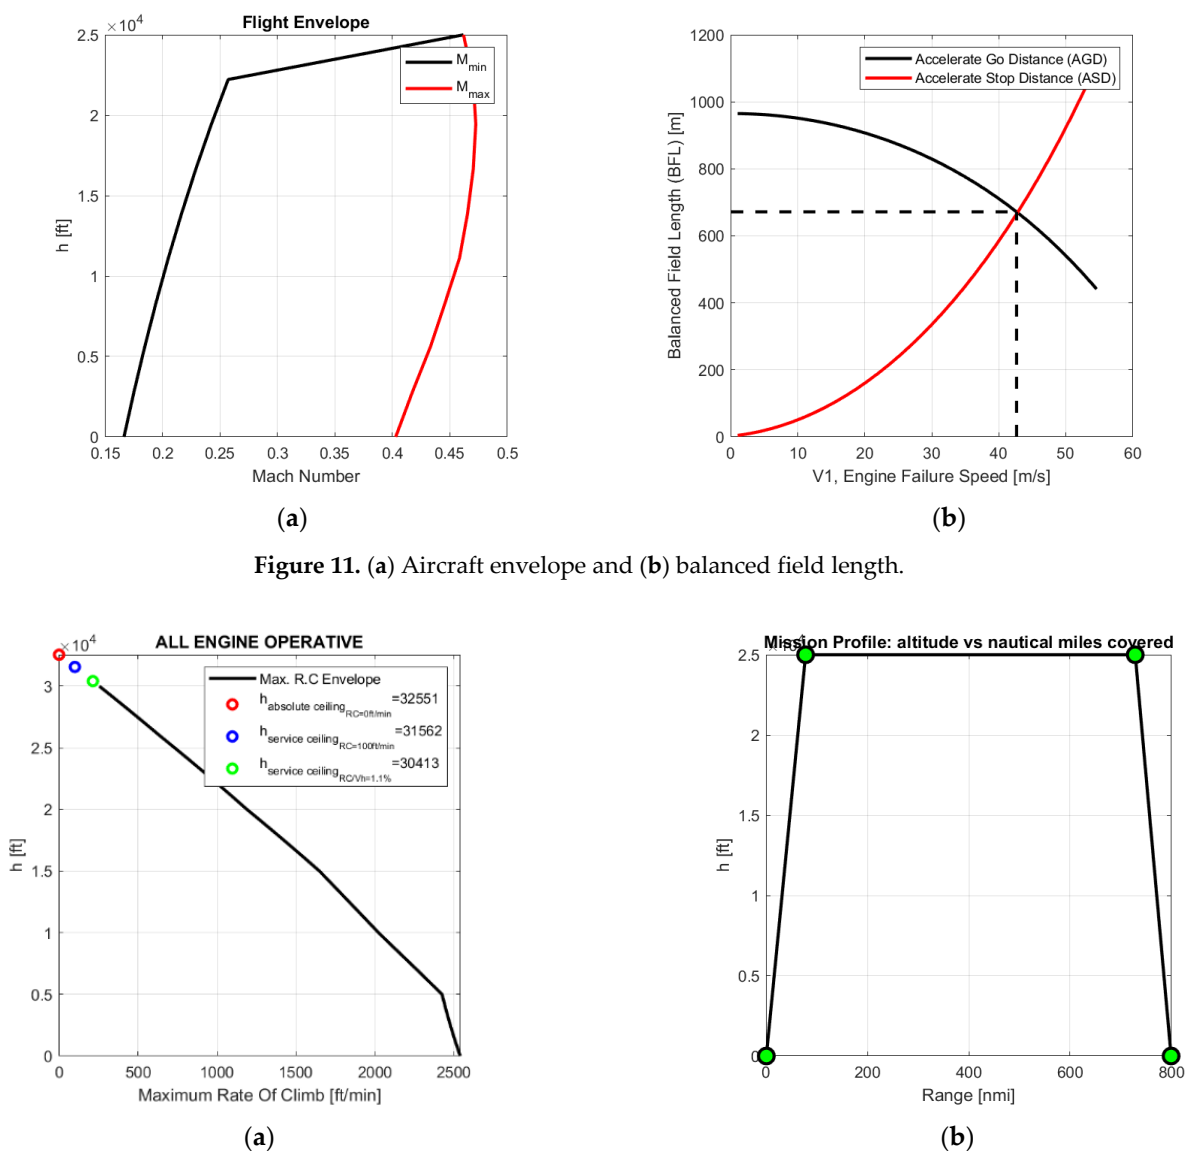 Flight Envelope
×10^4
2.5
2
1.5
1
0.5
0
h [ft]
M_min
M_max
0.15 0.2 0.25 0.3 0.35 0.4 0.45 0.5
Mach Number
(a)
1200
1000
800
600
400
200
0
Balanced Field Length (BFL) [m]
Accelerate Go Distance (AGD)
Accelerate Stop Distance (ASD)
0 10 20 30 40 50 60
V1, Engine Failure Speed [m/s]
(b)
Figure 11. (a) Aircraft envelope and (b) balanced field length.
ALL ENGINE OPERATIVE
×10^4
3
2.5
2
1.5
1
0.5
0
h [ft]
Max. R.C Envelope
h_absolute ceiling_RC=0ft/min=32551
h_service ceiling_RC=100ft/min=31562
h_service ceiling_RC/Vh=1.1%=30413
0 500 1000 1500 2000 2500
Maximum Rate Of Climb [ft/min]
(a)
Mission Profile: altitude vs nautical miles covered
2.5
2
1.5
1
0.5
0
h [ft]
0 200 400 600 800
Range [nmi]
(b)